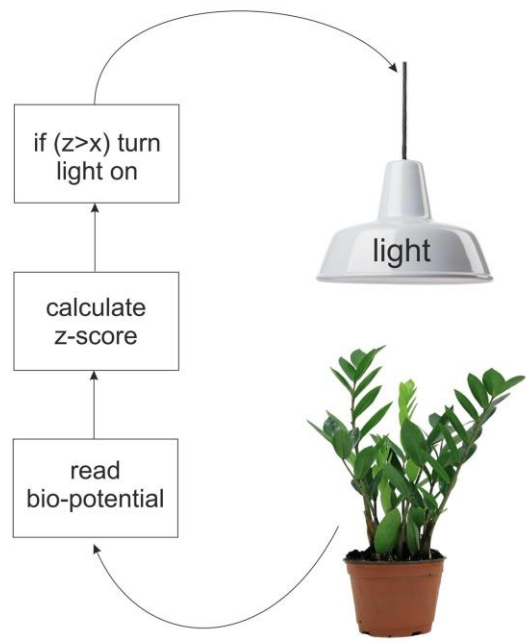 if (z>x) turn
light on
light
calculate
z-score
read
bio-potential